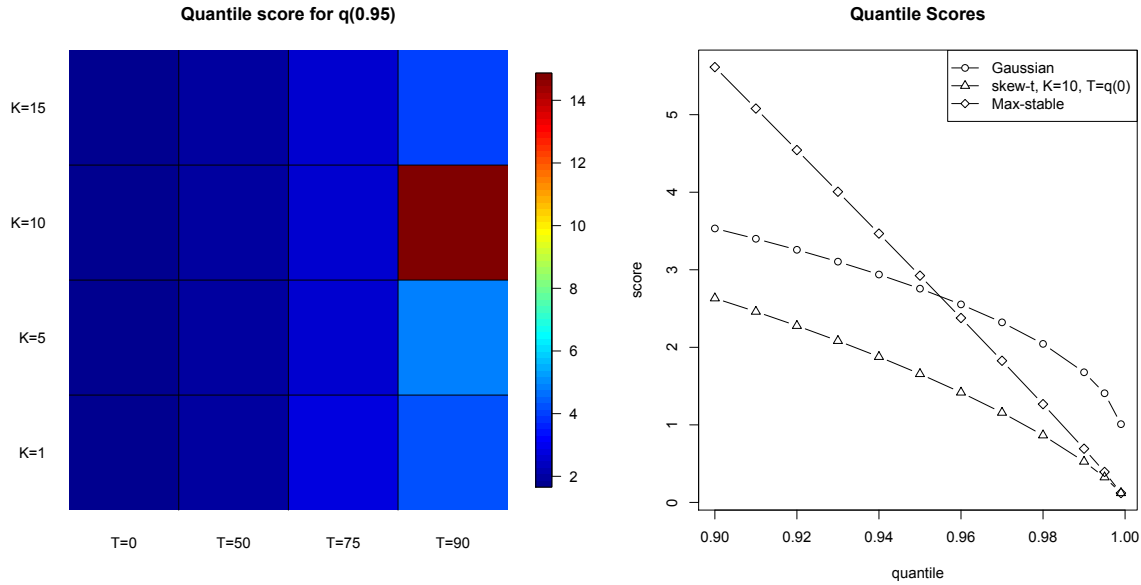 Quantile score for q(0.95)
K=15
K=10
K=5
K=1
T=0 T=50 T=75 T=90
14
12
10
8
6
4
2
Quantile Scores
Gaussian
skew-t, K=10, T=q(0)
Max-stable
score
5
4
3
2
1
0
0.90 0.92 0.94 0.96 0.98 1.00
quantile